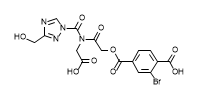 N O O O
N N N O OH
HO N O
OH O Br
O